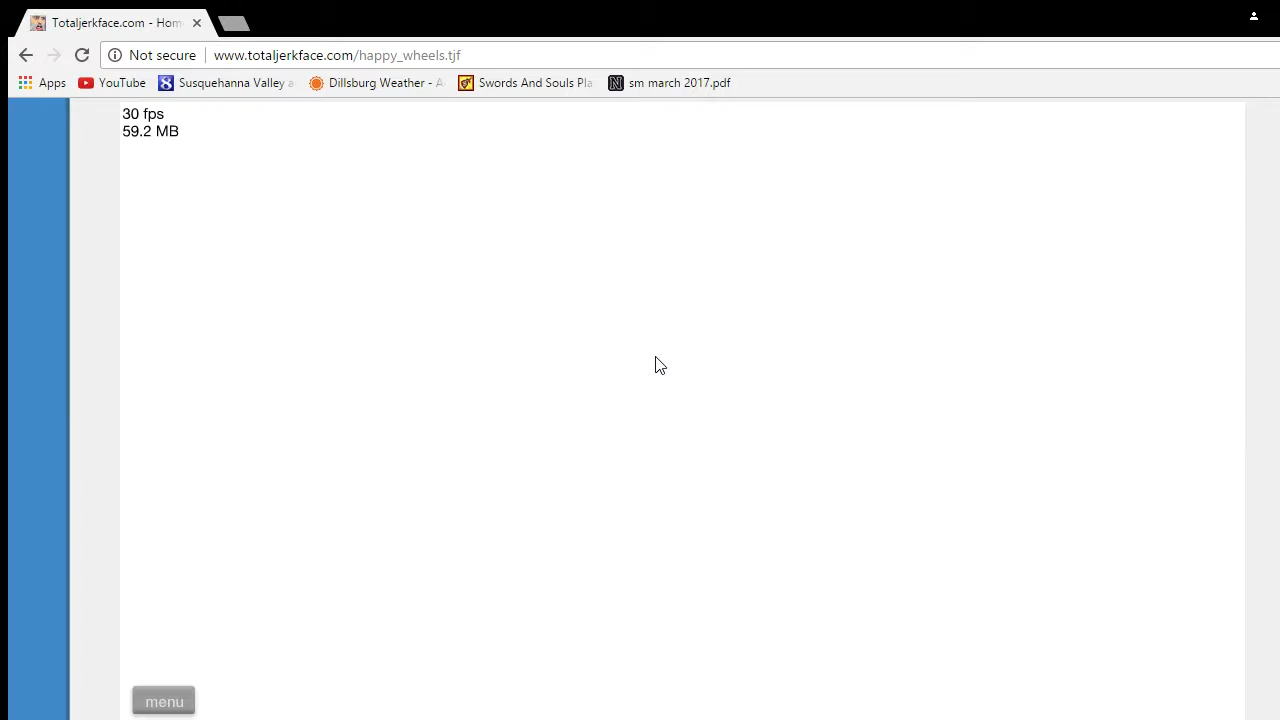 Totaljerkface.com - Hom
Not secure
www.totaljerkface.com/happy_wheels.tjf
Apps
YouTube
Susquehanna Valley a
Dillsburg Weather - A
Swords And Souls Pla
sm march 2017.pdf
30 fps
59.2 MB
menu